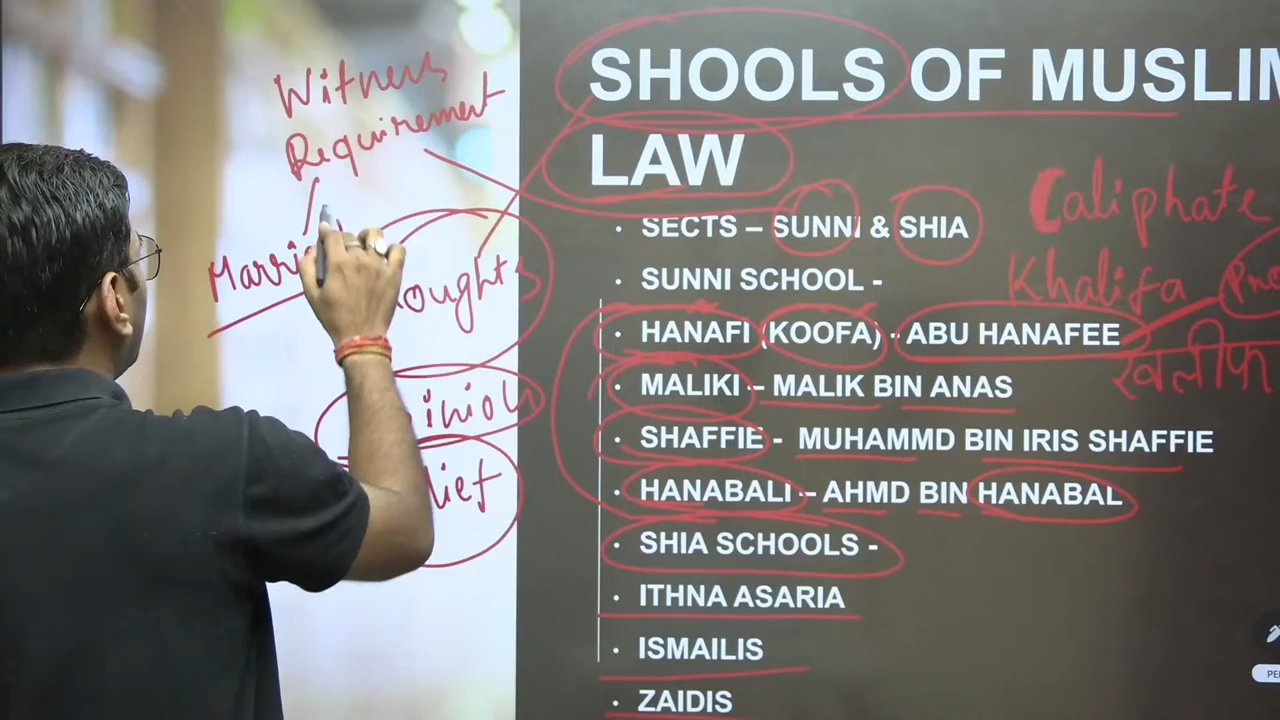 Witness
Requirement
SHOOLS OF MUSLIM
LAW
Caliphate
SECTS – SUNNI & SHIA
SUNNI SCHOOL -
Khalifa
HANAFI (KOOFA) - ABU HANAFEE
खलीफा
MALIKI – MALIK BIN ANAS
SHAFFIE - MUHAMMD BIN IRIS SHAFFIE
HANABALI – AHMD BIN HANABAL
SHIA SCHOOLS -
ITHNA ASARIA
ISMAILIS
ZAIDIS